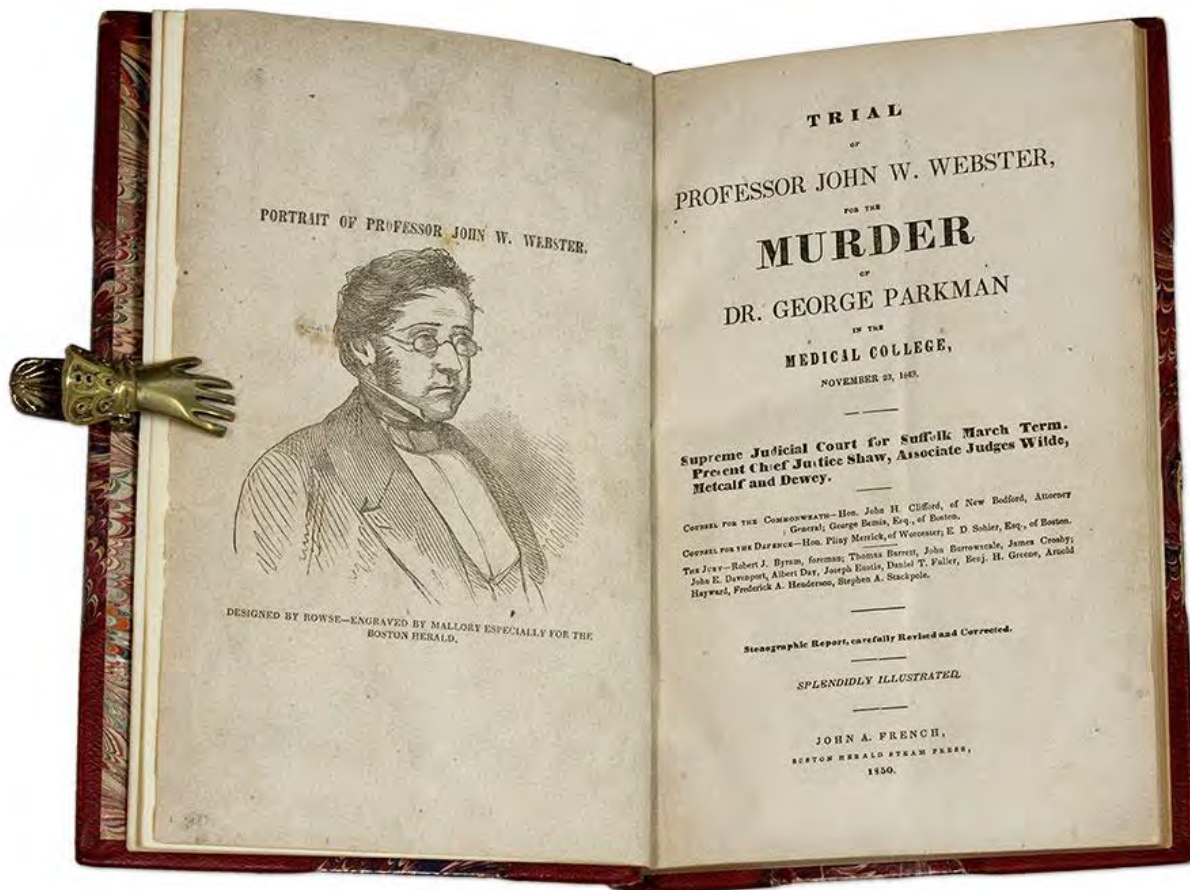 PORTRAIT OF PROFESSOR JOHN W. WEBSTER.
DESIGNED BY ROWSE—ENGRAVED BY MALLORY ESPECIALLY FOR THE
BOSTON HERALD.
TRIAL
OF
PROFESSOR JOHN W. WEBSTER,
FOR THE
MURDER
OF
DR. GEORGE PARKMAN
IN THE
MEDICAL COLLEGE,
NOVEMBER 23, 1849.
Supreme Judicial Court for Suffolk March Term.
Present Chief Justice Shaw, Associate Judges Wilde,
Metcalf and Dewey.
COUNSEL FOR THE COMMONWEATH—Hon. John H. Clifford, of New Bedford, Attorney
General; George Bemis, Esq., of Boston.
COUNSEL FOR THE DEFENCE—Hon. Pliny Merrick, of Worcester; E. D. Sohier, Esq., of Boston.
THE JURY—Robert J. Byram, foreman; Thomas Barrett, John Burrowscale, James Crosby;
John E. Davenport, Albert Day, Joseph Eustis, Daniel T. Fuller, Benj. H. Greene, Arnold
Hayward, Frederick A. Henderson, Stephen A. Stackpole.
Stenographic Report, carefully Revised and Corrected.
SPLENDIDLY ILLUSTRATED.
JOHN A. FRENCH,
BOSTON HERALD STEAM PRESS,
1850.